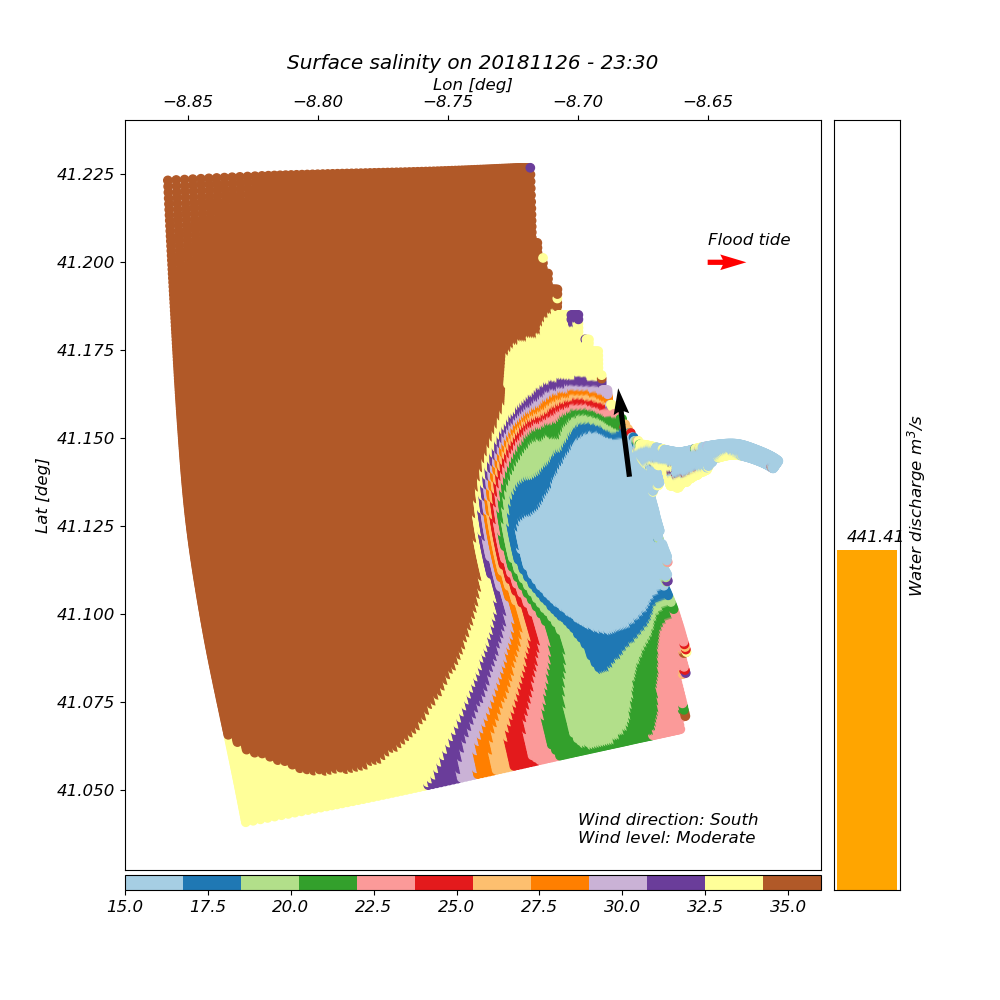 Surface salinity on 20181126 - 23:30
Lon [deg]
−8.85 −8.80 −8.75 −8.70 −8.65
41.225
41.200
41.175
41.150
41.125
41.100
41.075
41.050
Lat [deg]
Flood tide
Wind direction: South
Wind level: Moderate
441.41
Water discharge m³/s
15.0 17.5 20.0 22.5 25.0 27.5 30.0 32.5 35.0